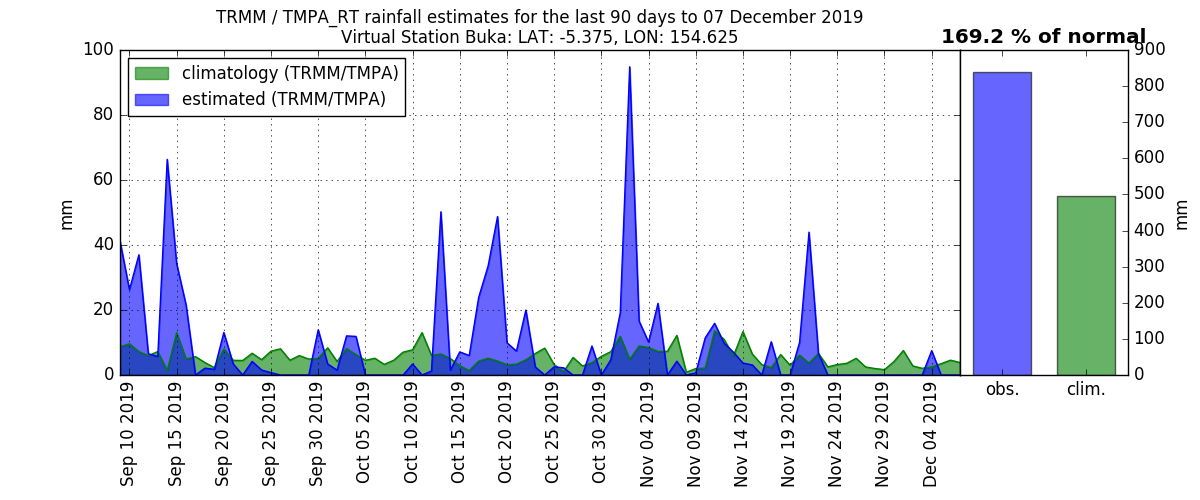 TRMM / TMPA_RT rainfall estimates for the last 90 days to 07 December 2019
Virtual Station Buka: LAT: -5.375, LON: 154.625
169.2 % of normal
climatology (TRMM/TMPA)
estimated (TRMM/TMPA)
100
80
60
40
20
0
mm
Sep 10 2019
Sep 15 2019
Sep 20 2019
Sep 25 2019
Sep 30 2019
Oct 05 2019
Oct 10 2019
Oct 15 2019
Oct 20 2019
Oct 25 2019
Oct 30 2019
Nov 04 2019
Nov 09 2019
Nov 14 2019
Nov 19 2019
Nov 24 2019
Nov 29 2019
Dec 04 2019
obs.
clim.
900
800
700
600
500
400
300
200
100
0
mm